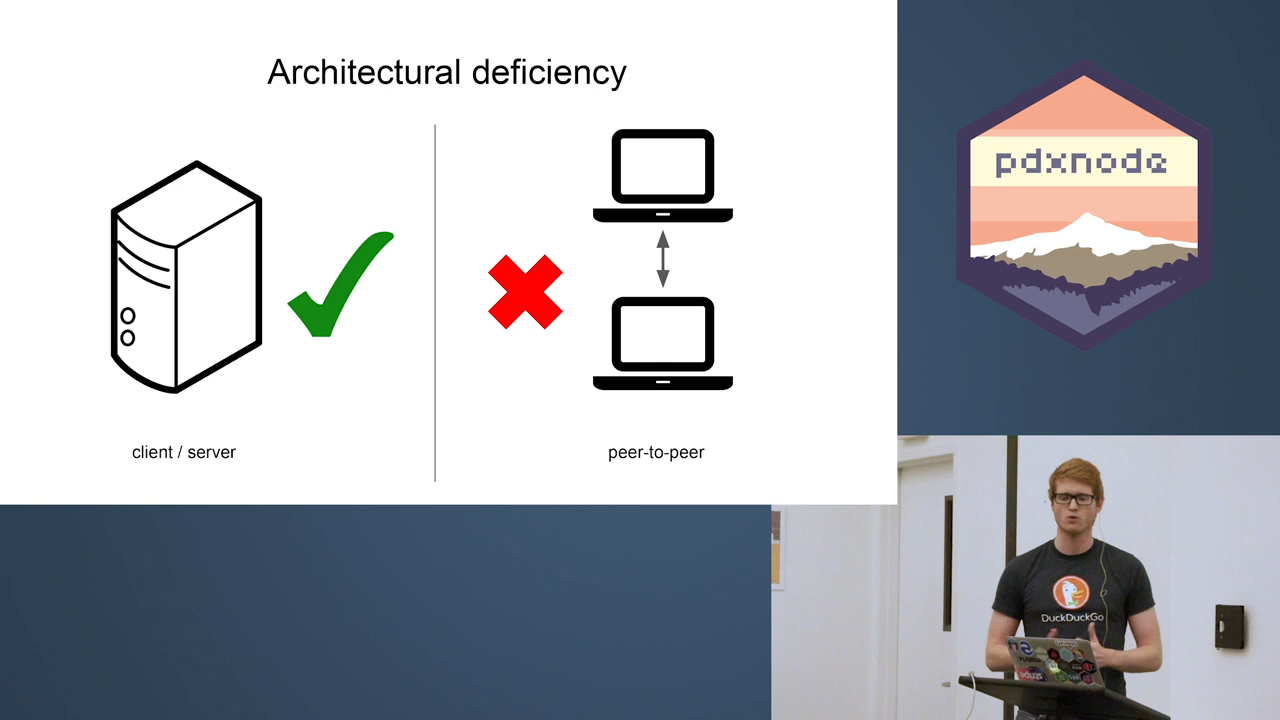 Architectural deficiency
client / server
peer-to-peer
pdxnode
DuckDuckGo